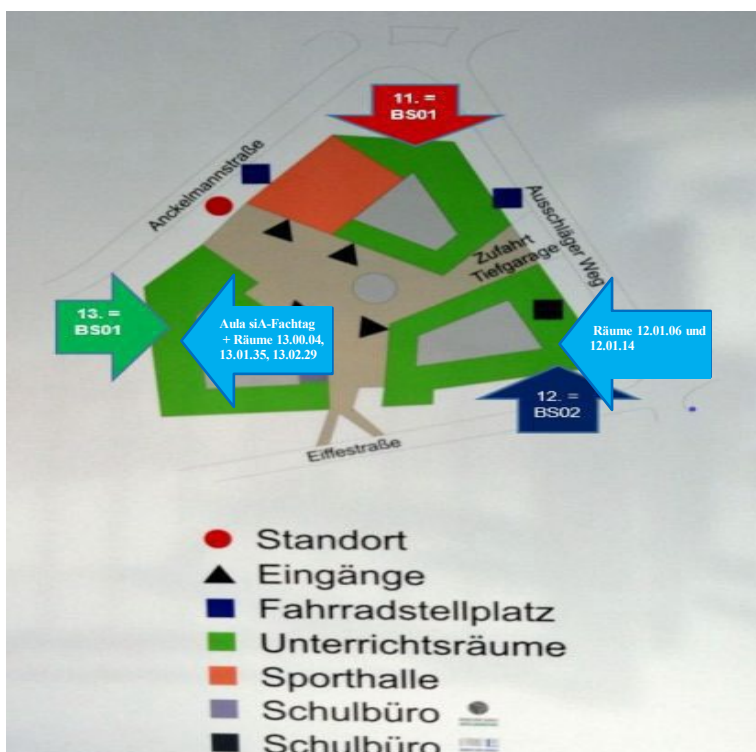 11. =
BS01
Anckelmannstraße
Ausschläger Weg
Zufahrt
Tiefgarage
13. =
BS01
Aula siA-Fachtag
+ Räume 13.00.04,
13.01.35, 13.02.29
Räume 12.01.06 und
12.01.14
12. =
BS02
Eiffestraße
Standort
Eingänge
Fahrradstellplatz
Unterrichtsräume
Sporthalle
Schulbüro
Schulbüro